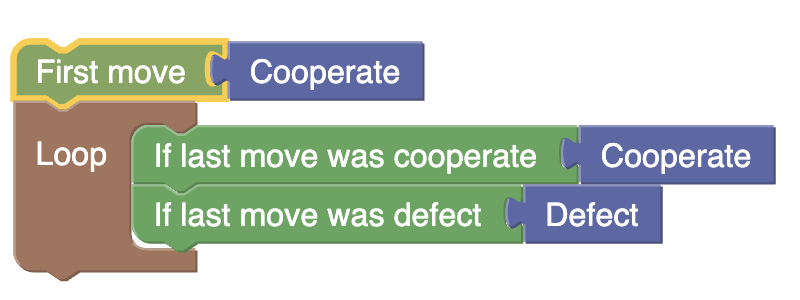 First move Cooperate
Loop
If last move was cooperate Cooperate
If last move was defect Defect